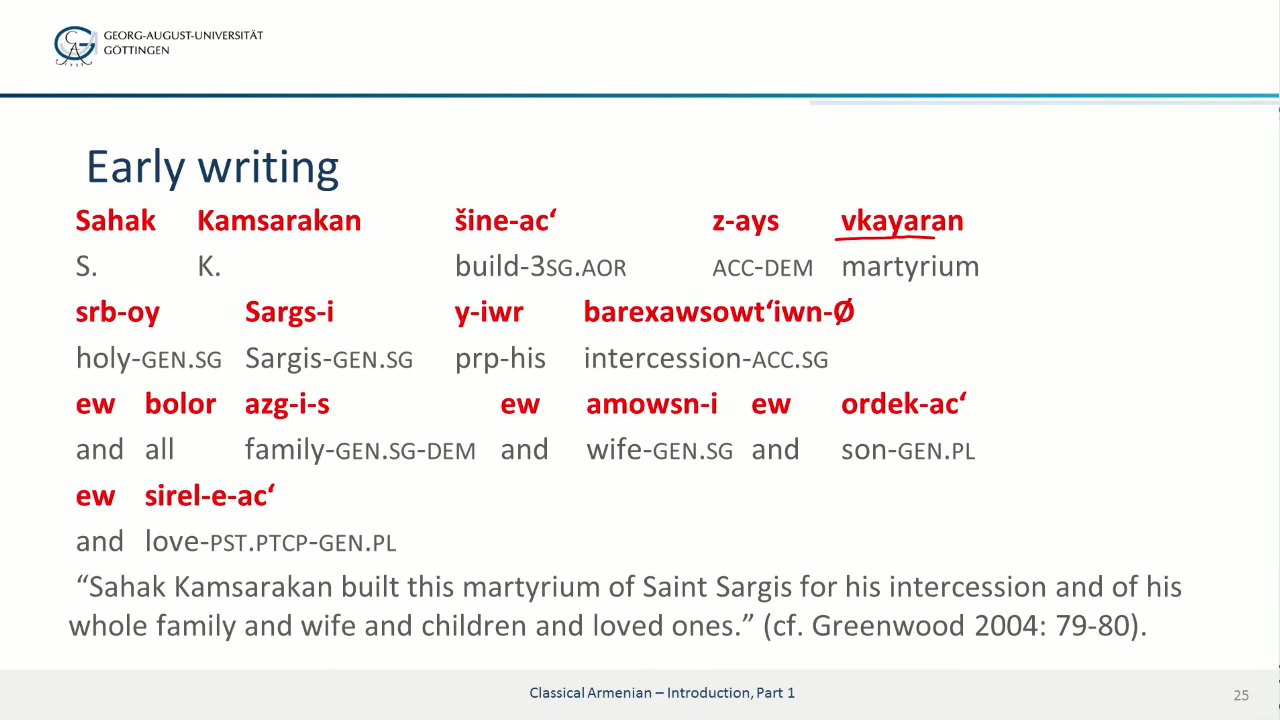 GEORG-AUGUST-UNIVERSITÄT
GÖTTINGEN
Early writing
Sahak Kamsarakan šine-ac‘ z-ays vkayaran
S. K. build-3SG.AOR ACC-DEM martyrium
srb-oy Sargs-i y-iwr barexawsowt‘iwn-Ø
holy-GEN.SG Sargis-GEN.SG prp-his intercession-ACC.SG
ew bolor azg-i-s ew amowsn-i ew ordek-ac‘
and all family-GEN.SG-DEM and wife-GEN.SG and son-GEN.PL
ew sirel-e-ac‘
and love-PST.PTCP-GEN.PL
“Sahak Kamsarakan built this martyrium of Saint Sargis for his intercession and of his
whole family and wife and children and loved ones.” (cf. Greenwood 2004: 79-80).
Classical Armenian – Introduction, Part 1
25